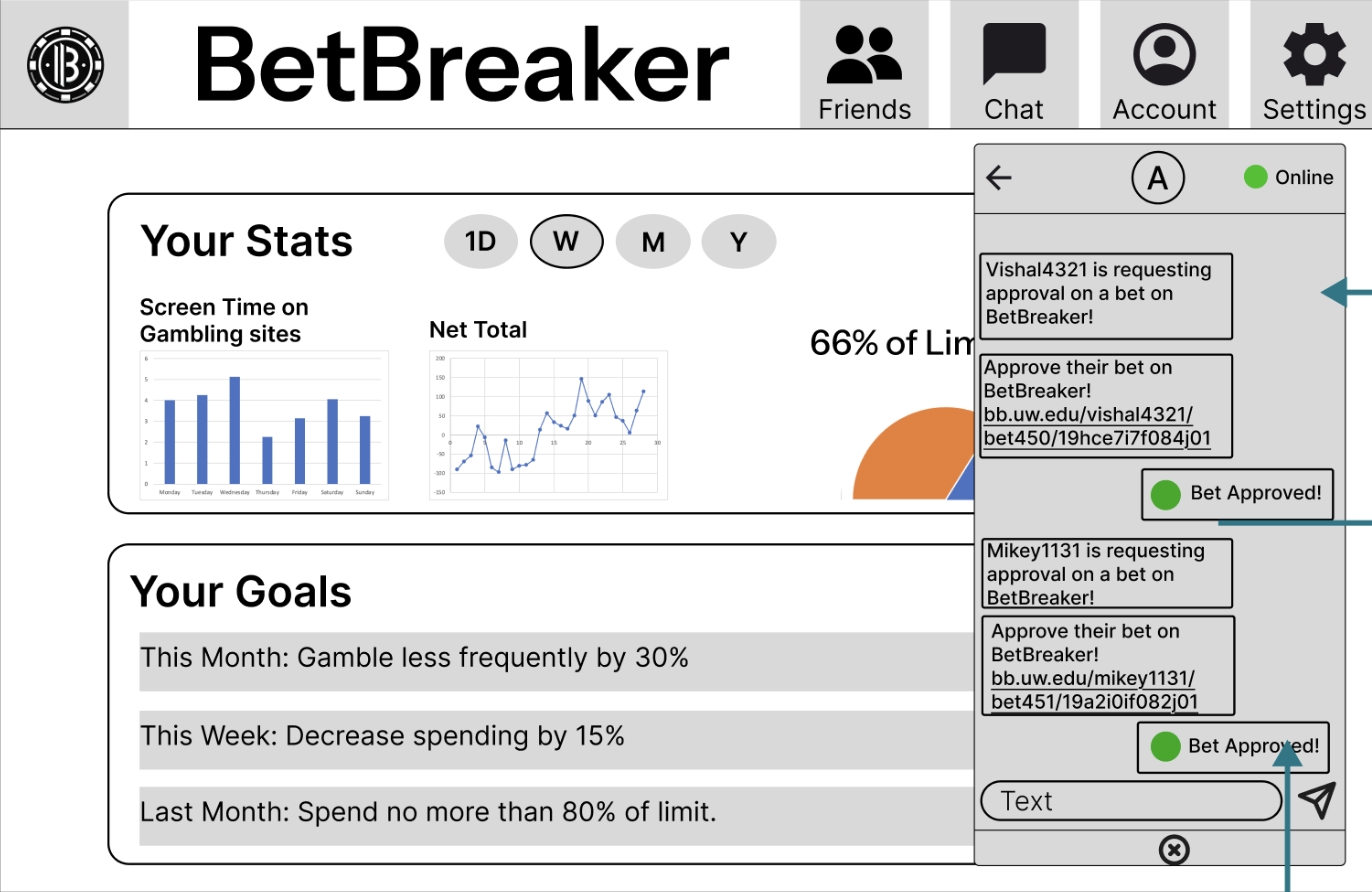 B
BetBreaker
Friends
Chat
Account
Settings
Your Stats
1D
W
M
Y
Screen Time on
Gambling sites
6
5
4
3
2
1
0
Monday
Tuesday
Wednesday
Thursday
Friday
Saturday
Sunday
Net Total
200
150
100
50
0
-50
-100
-150
0
5
10
15
20
25
30
66% of Lim
Your Goals
This Month: Gamble less frequently by 30%
This Week: Decrease spending by 15%
Last Month: Spend no more than 80% of limit.
A
Online
Vishal4321 is requesting
approval on a bet on
BetBreaker!
Approve their bet on
BetBreaker!
bb.uw.edu/vishal4321/
bet450/19hce7i7f084j01
Bet Approved!
Mikey1131 is requesting
approval on a bet on
BetBreaker!
Approve their bet on
BetBreaker!
bb.uw.edu/mikey1131/
bet451/19a2i0if082j01
Bet Approved!
Text